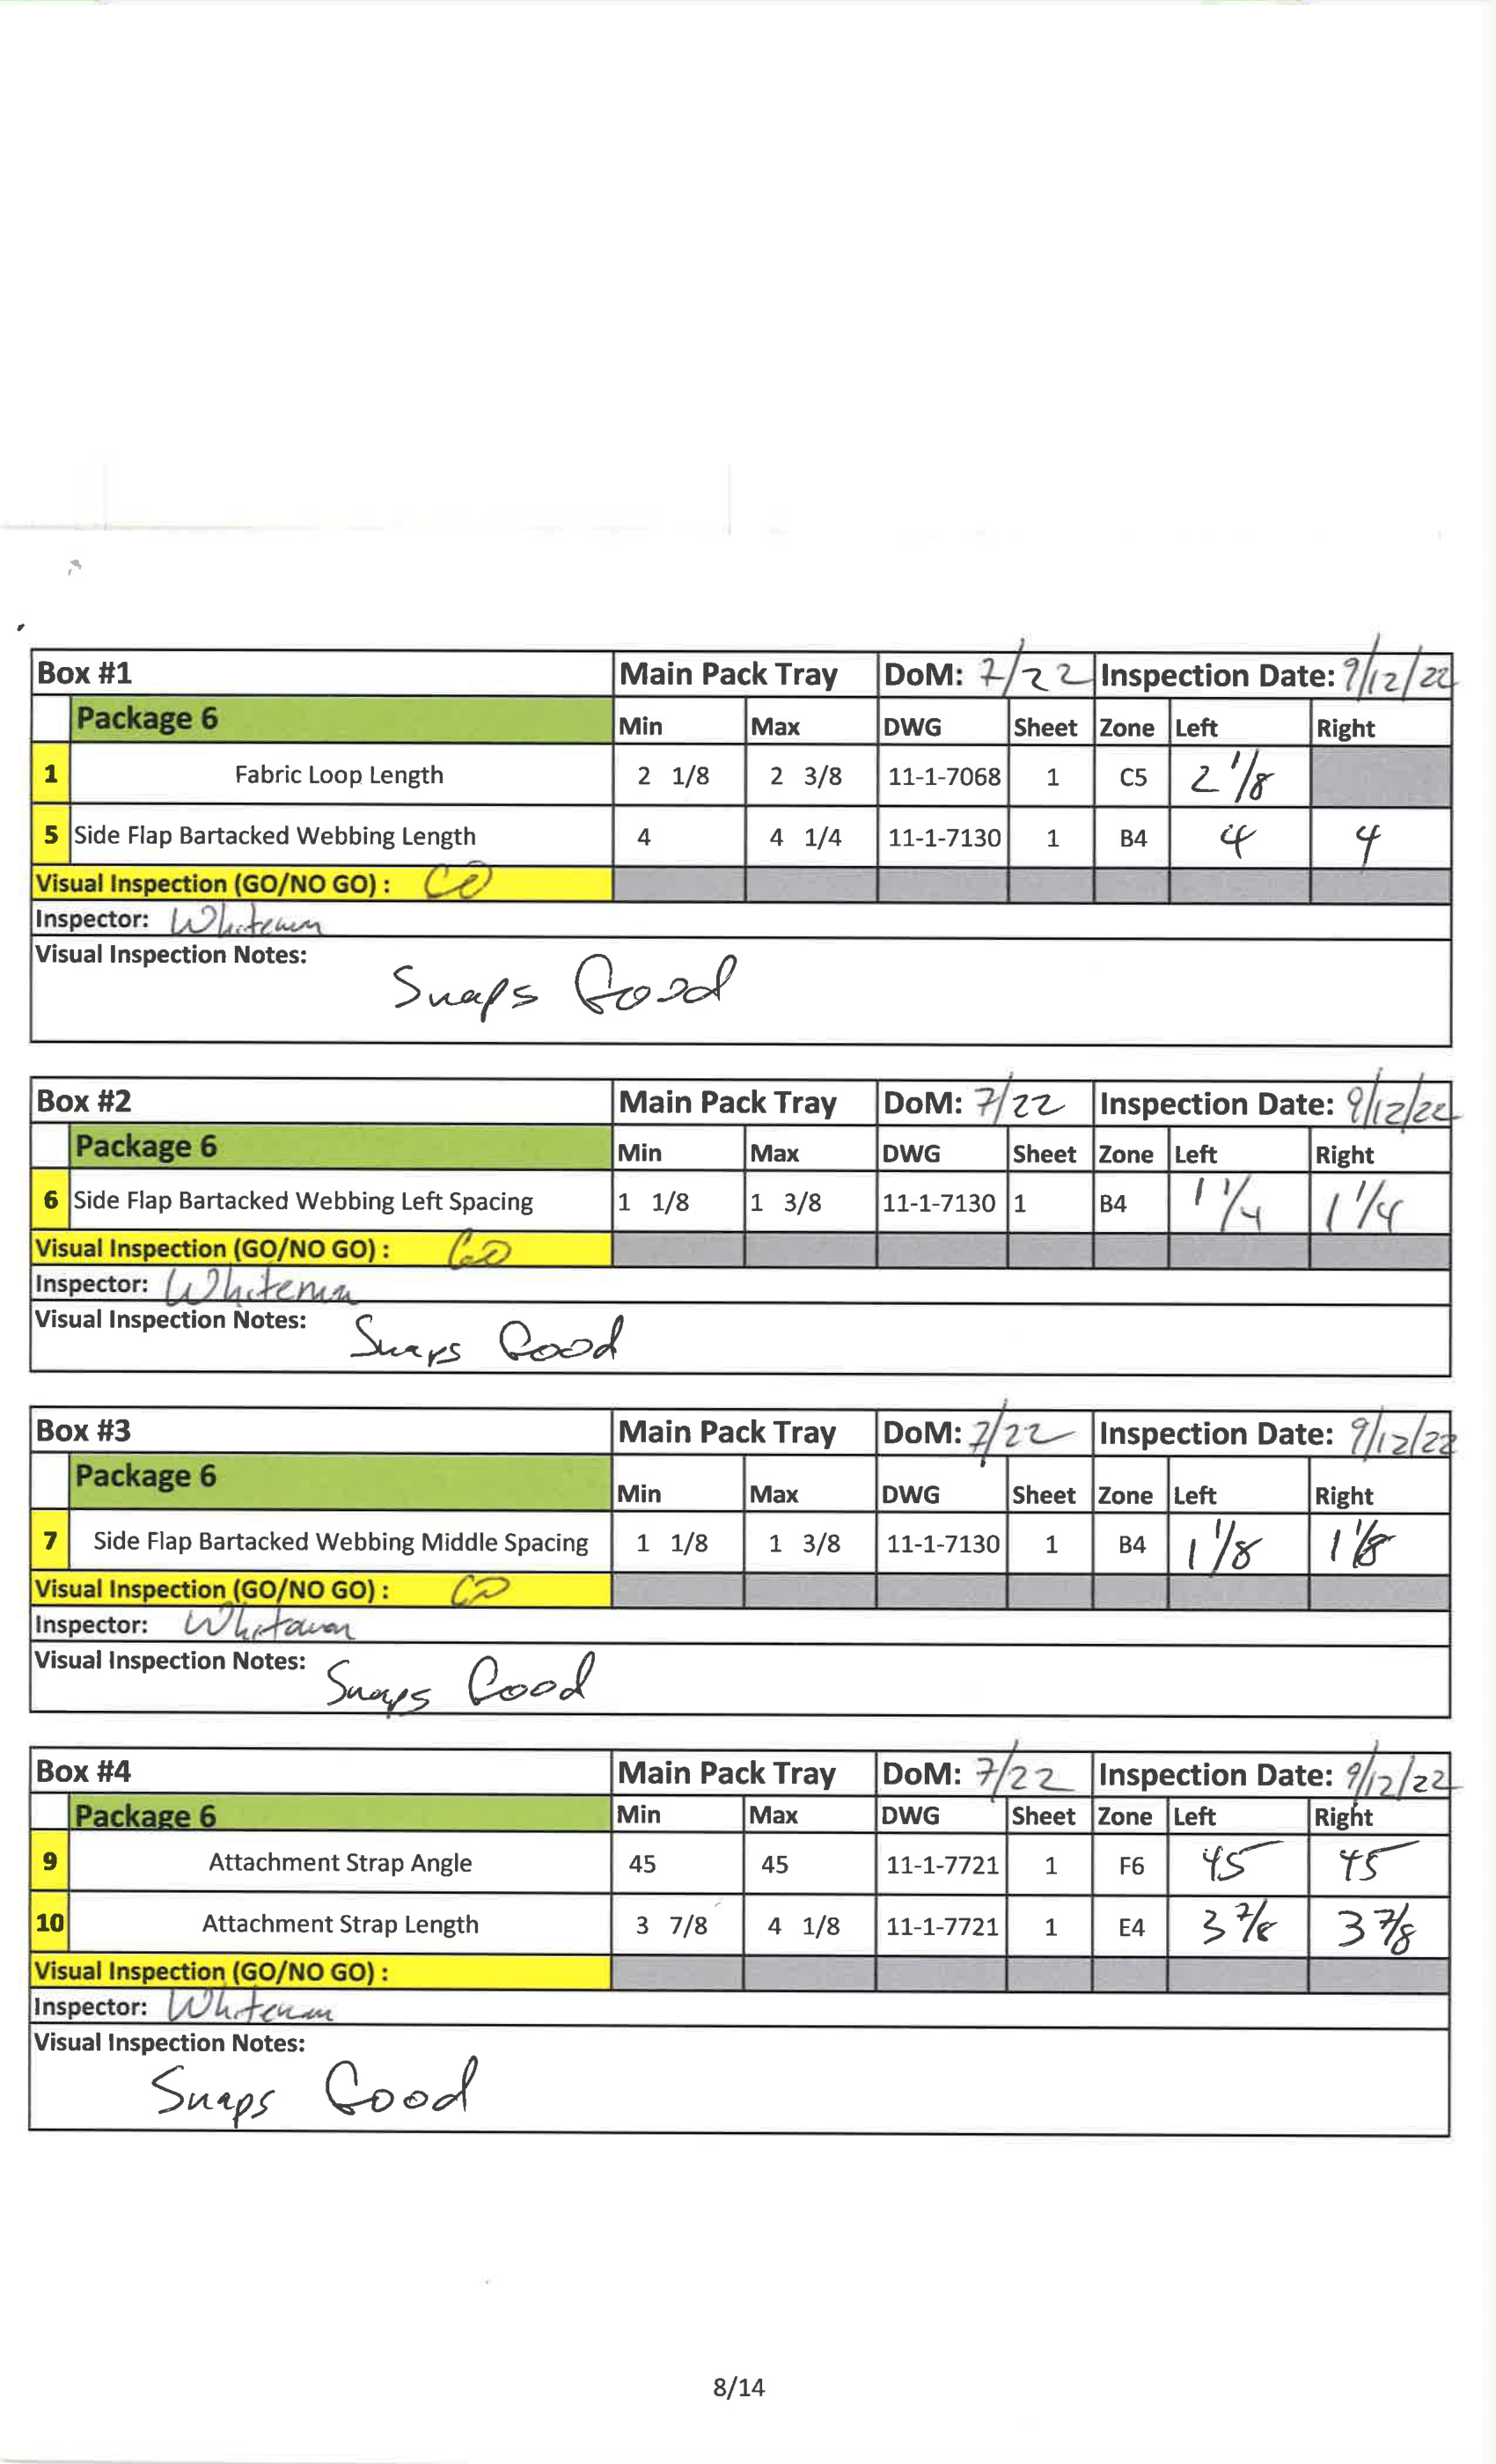 Box #1 Main Pack Tray DoM: 7/22 Inspection Date: 9/12/22
Package 6 Min Max DWG Sheet Zone Left Right
1 Fabric Loop Length 2 1/8 2 3/8 11-1-7068 1 C5 2 1/8
5 Side Flap Bartacked Webbing Length 4 4 1/4 11-1-7130 1 B4 4 4
Visual Inspection (GO/NO GO) : GO
Inspector: Whiteman
Visual Inspection Notes:
Snaps Good
Box #2 Main Pack Tray DoM: 7/22 Inspection Date: 9/12/22
Package 6 Min Max DWG Sheet Zone Left Right
6 Side Flap Bartacked Webbing Left Spacing 1 1/8 1 3/8 11-1-7130 1 B4 1 1/4 1 1/4
Visual Inspection (GO/NO GO) : GO
Inspector: Whiteman
Visual Inspection Notes: Snaps Good
Box #3 Main Pack Tray DoM: 7/22 Inspection Date: 9/12/22
Package 6 Min Max DWG Sheet Zone Left Right
7 Side Flap Bartacked Webbing Middle Spacing 1 1/8 1 3/8 11-1-7130 1 B4 1 1/8 1 1/8
Visual Inspection (GO/NO GO) : GO
Inspector: Whiteman
Visual Inspection Notes: Snaps Good
Box #4 Main Pack Tray DoM: 7/22 Inspection Date: 9/12/22
Package 6 Min Max DWG Sheet Zone Left Right
9 Attachment Strap Angle 45 45 11-1-7721 1 F6 45 45
10 Attachment Strap Length 3 7/8 4 1/8 11-1-7721 1 E4 3 7/8 3 7/8
Visual Inspection (GO/NO GO) :
Inspector: Whiteman
Visual Inspection Notes:
Snaps Good
8/14